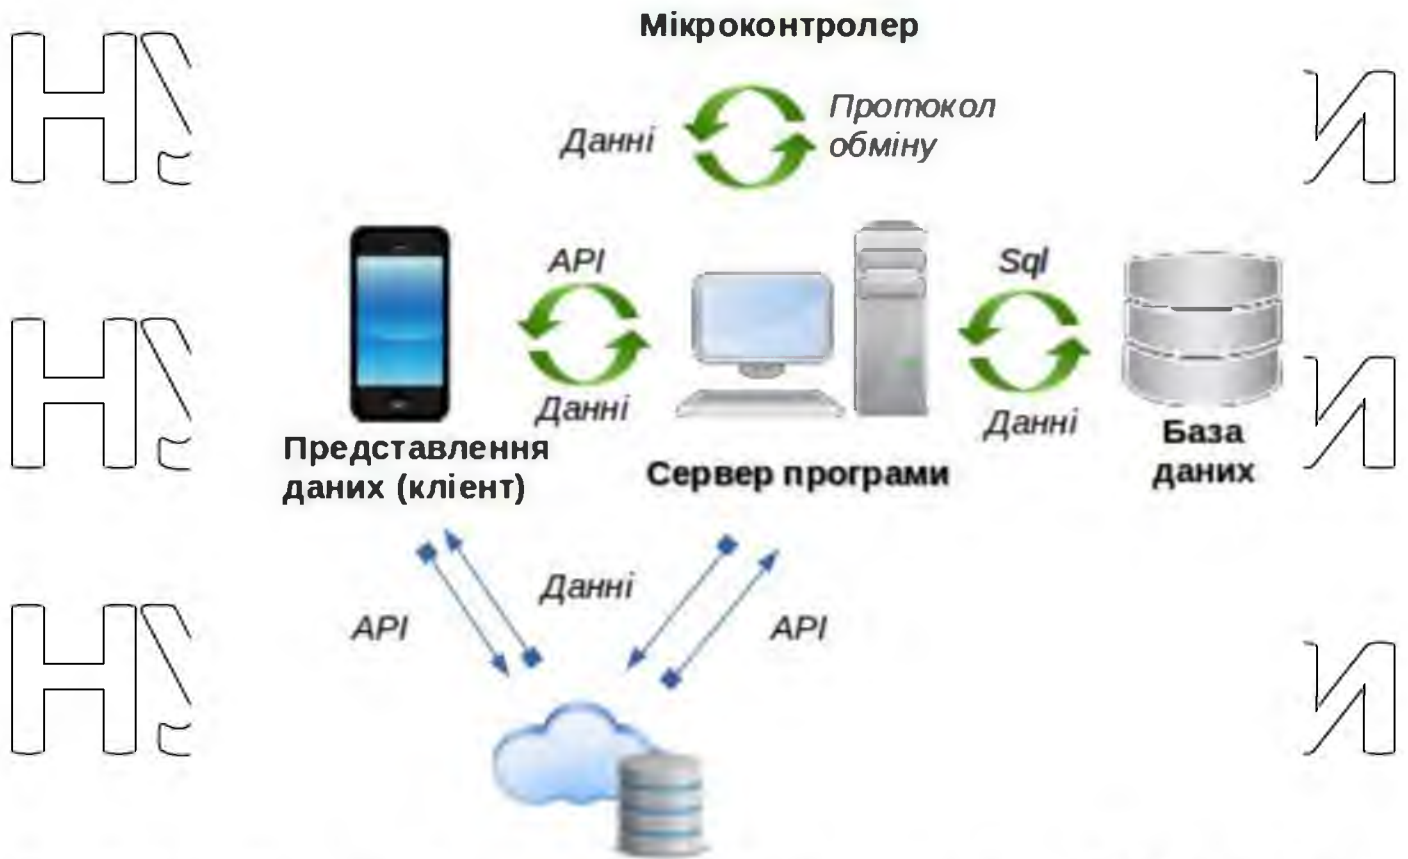 Мікроконтролер
Протокол
Данні
обміну
API
Sql
Данні
Данні
База
даних
Представлення
даних (клієнт)
Сервер програми
Данні
API
API